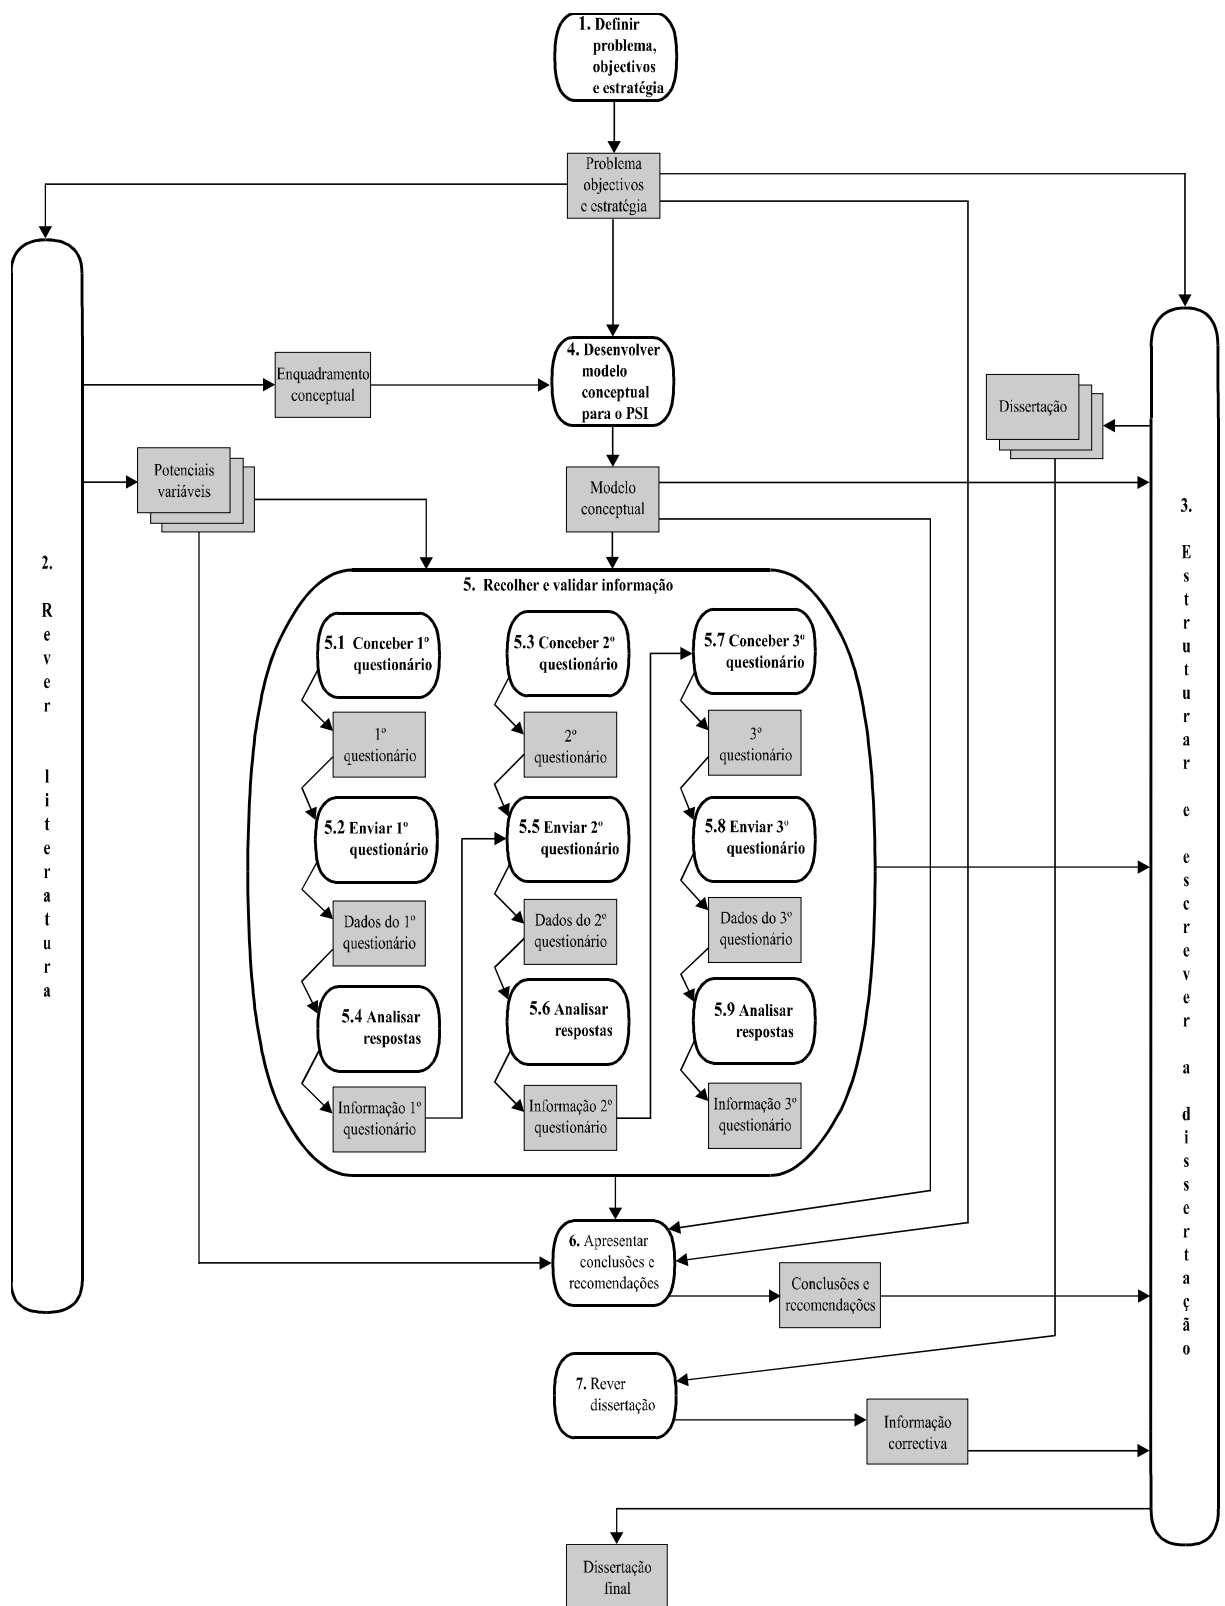 1. Definir
problema,
objectivos
e estratégia
Problema
objectivos
e estratégia
Enquadramento
conceptual
4. Desenvolver
modelo
conceptual
para o PSI
Dissertação
Potenciais
variáveis
Modelo
conceptual
2. Rever literatura
3. Estruturar e escrever a dissertação
5. Recolher e validar informação
5.1 Conceber 1º
questionário
1º
questionário
5.2 Enviar 1º
questionário
Dados do 1º
questionário
5.4 Analisar
respostas
Informação 1º
questionário
5.3 Conceber 2º
questionário
2º
questionário
5.5 Enviar 2º
questionário
Dados do 2º
questionário
5.6 Analisar
respostas
Informação 2º
questionário
5.7 Conceber 3º
questionário
3º
questionário
5.8 Enviar 3º
questionário
Dados do 3º
questionário
5.9 Analisar
respostas
Informação 3º
questionário
6. Apresentar
conclusões e
recomendações
Conclusões e
recomendações
7. Rever
dissertação
Informação
correctiva
Dissertação
final